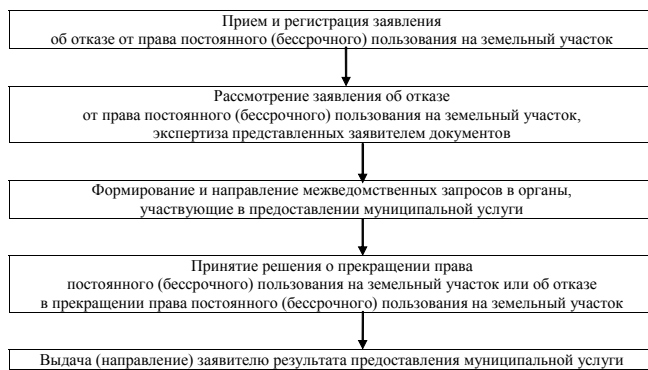 Прием и регистрация заявления
об отказе от права постоянного (бессрочного) пользования на земельный участок
Рассмотрение заявления об отказе
от права постоянного (бессрочного) пользования на земельный участок,
экспертиза представленных заявителем документов
Формирование и направление межведомственных запросов в органы,
участвующие в предоставлении муниципальной услуги
Принятие решения о прекращении права
постоянного (бессрочного) пользования на земельный участок или об отказе
в прекращении права постоянного (бессрочного) пользования на земельный участок
Выдача (направление) заявителю результата предоставления муниципальной услуги